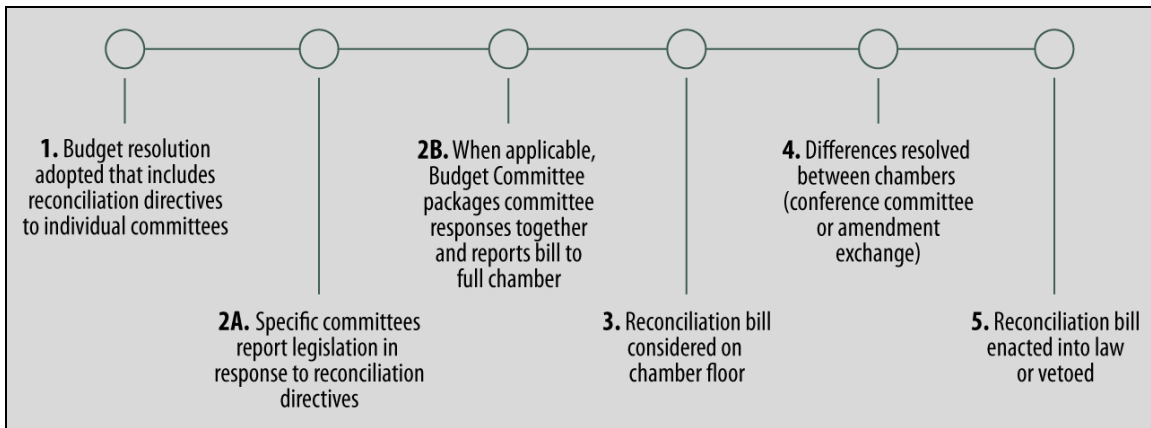 1. Budget resolution
adopted that includes
reconciliation directives
to individual committees
2A. Specific committees
report legislation in
response to reconciliation
directives
2B. When applicable,
Budget Committee
packages committee
responses together
and reports bill to
full chamber
3. Reconciliation bill
considered on
chamber floor
4. Differences resolved
between chambers
(conference committee
or amendment
exchange)
5. Reconciliation bill
enacted into law
or vetoed